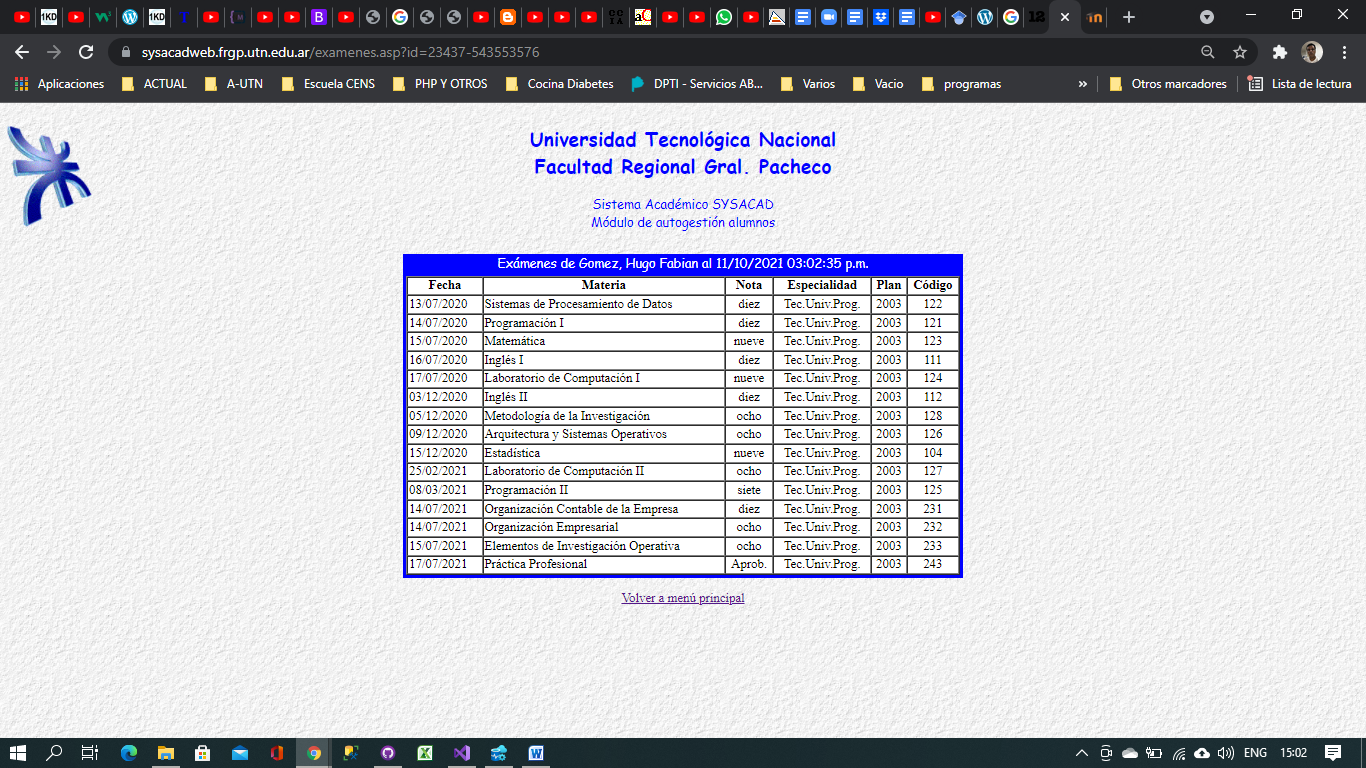 sysacadweb.frgp.utn.edu.ar/examenes.asp?id=23437-543553576
Aplicaciones ACTUAL A-UTN Escuela CENS PHP Y OTROS Cocina Diabetes DPTI - Servicios AB... Varios Vacio programas » Otros marcadores Lista de lectura
Universidad Tecnológica Nacional
Facultad Regional Gral. Pacheco
Sistema Académico SYSACAD
Módulo de autogestión alumnos
Exámenes de Gomez, Hugo Fabian al 11/10/2021 03:02:35 p.m.
Fecha Materia Nota Especialidad Plan Código
13/07/2020 Sistemas de Procesamiento de Datos diez Tec.Univ.Prog. 2003 122
14/07/2020 Programación I diez Tec.Univ.Prog. 2003 121
15/07/2020 Matemática nueve Tec.Univ.Prog. 2003 123
16/07/2020 Inglés I diez Tec.Univ.Prog. 2003 111
17/07/2020 Laboratorio de Computación I nueve Tec.Univ.Prog. 2003 124
03/12/2020 Inglés II diez Tec.Univ.Prog. 2003 112
05/12/2020 Metodología de la Investigación ocho Tec.Univ.Prog. 2003 128
09/12/2020 Arquitectura y Sistemas Operativos ocho Tec.Univ.Prog. 2003 126
15/12/2020 Estadística nueve Tec.Univ.Prog. 2003 104
25/02/2021 Laboratorio de Computación II ocho Tec.Univ.Prog. 2003 127
08/03/2021 Programación II siete Tec.Univ.Prog. 2003 125
14/07/2021 Organización Contable de la Empresa diez Tec.Univ.Prog. 2003 231
14/07/2021 Organización Empresarial ocho Tec.Univ.Prog. 2003 232
15/07/2021 Elementos de Investigación Operativa ocho Tec.Univ.Prog. 2003 233
17/07/2021 Práctica Profesional Aprob. Tec.Univ.Prog. 2003 243
Volver a menú principal
ENG 15:02